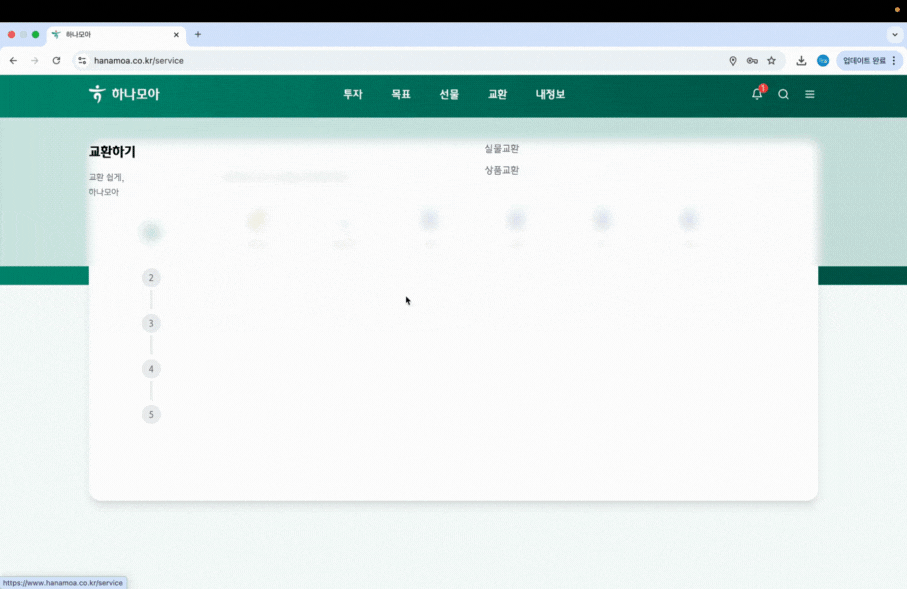 하나모아
hanamoa.co.kr/service
업데이트 완료
하나모아
투자 목표 선물 교환 내정보
1
교환하기
실물교환
상품교환
교환 쉽게,
하나모아
2
3
4
5
https://www.hanamoa.co.kr/service